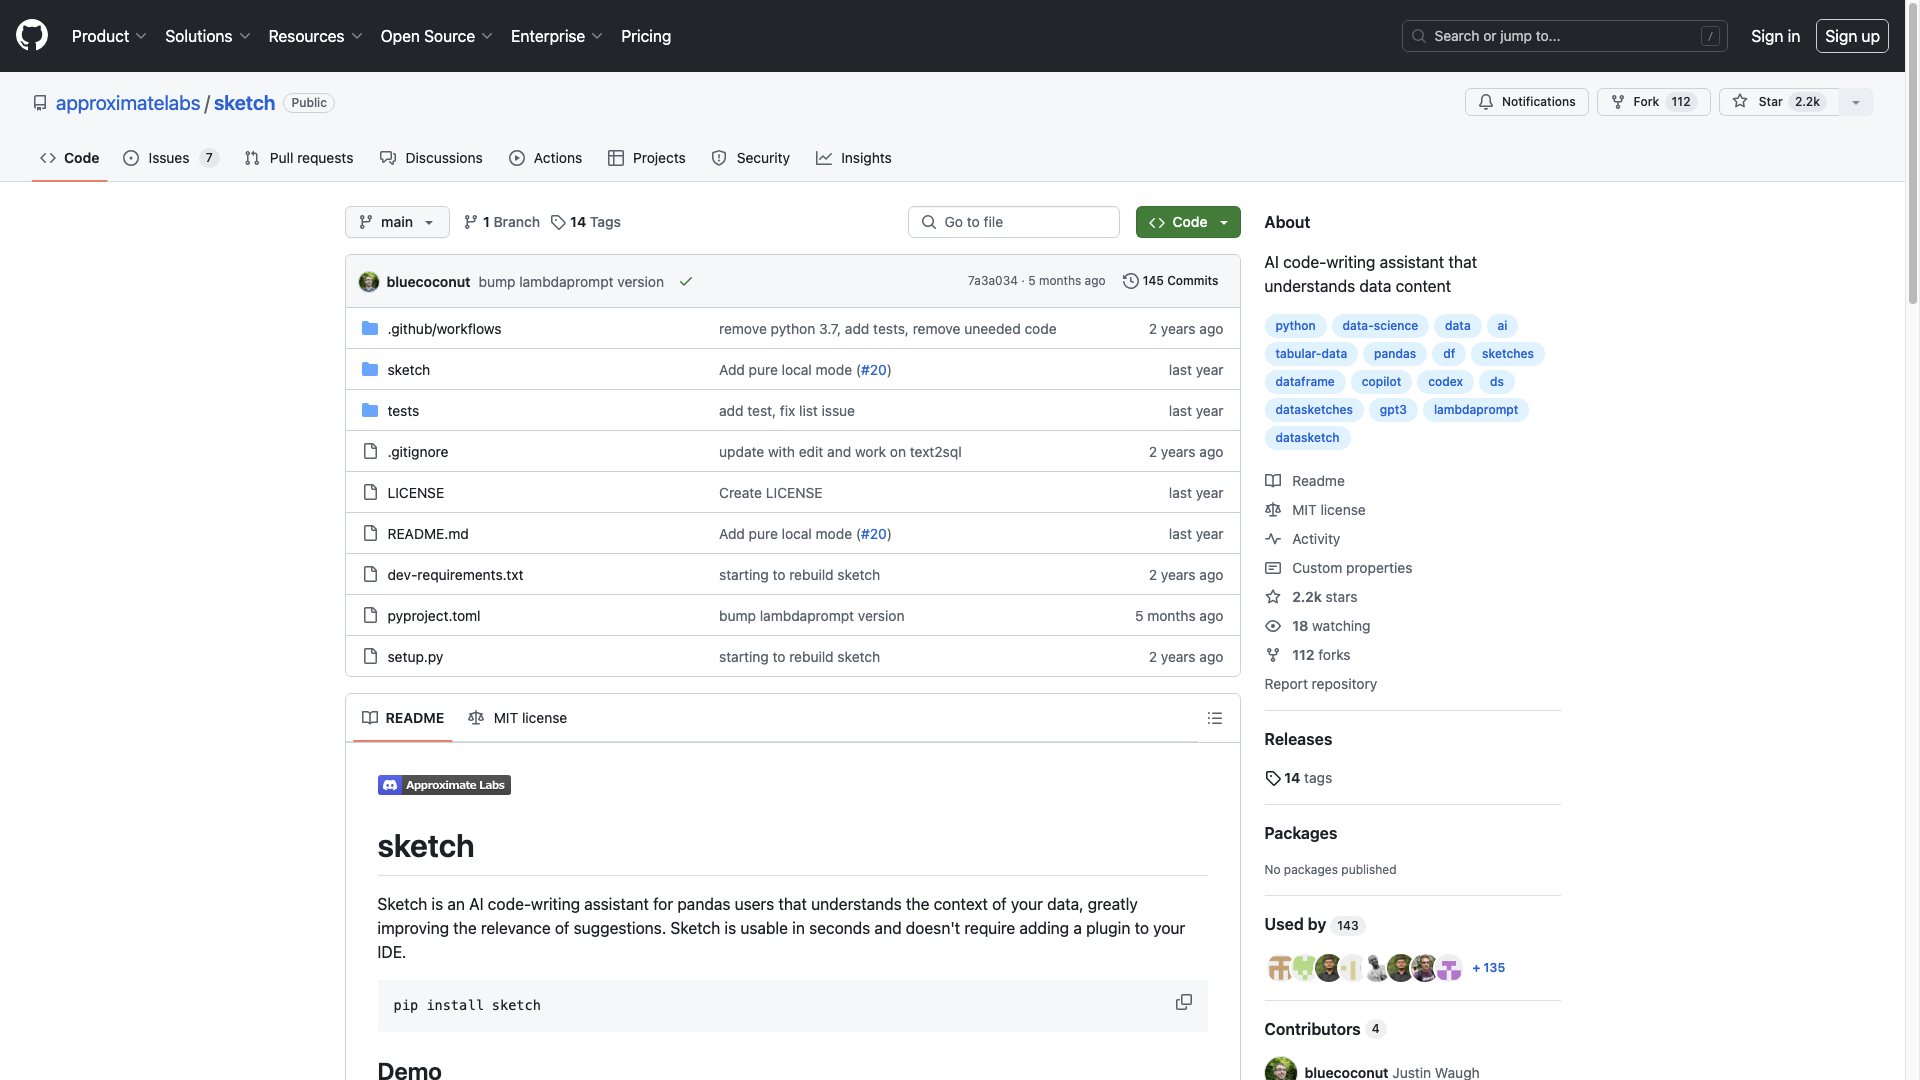 Product Solutions Resources Open Source Enterprise Pricing Search or jump to... / Sign in Sign up
approximatelabs / sketch Public Notifications Fork 112 Star 2.2k
Code Issues 7 Pull requests Discussions Actions Projects Security Insights
main 1 Branch 14 Tags Go to file Code
bluecoconut bump lambdaprompt version 7a3a034 · 5 months ago 145 Commits
.github/workflows remove python 3.7, add tests, remove uneeded code 2 years ago
sketch Add pure local mode (#20) last year
tests add test, fix list issue last year
.gitignore update with edit and work on text2sql 2 years ago
LICENSE Create LICENSE last year
README.md Add pure local mode (#20) last year
dev-requirements.txt starting to rebuild sketch 2 years ago
pyproject.toml bump lambdaprompt version 5 months ago
setup.py starting to rebuild sketch 2 years ago
README MIT license
Approximate Labs
sketch
Sketch is an AI code-writing assistant for pandas users that understands the context of your data, greatly
improving the relevance of suggestions. Sketch is usable in seconds and doesn't require adding a plugin to your
IDE.
pip install sketch
Demo
About
AI code-writing assistant that
understands data content
python data-science data ai
tabular-data pandas df sketches
dataframe copilot codex ds
datasketches gpt3 lambdaprompt
datasketch
Readme
MIT license
Activity
Custom properties
2.2k stars
18 watching
112 forks
Report repository
Releases
14 tags
Packages
No packages published
Used by 143
+ 135
Contributors 4
bluecoconut Justin Waugh